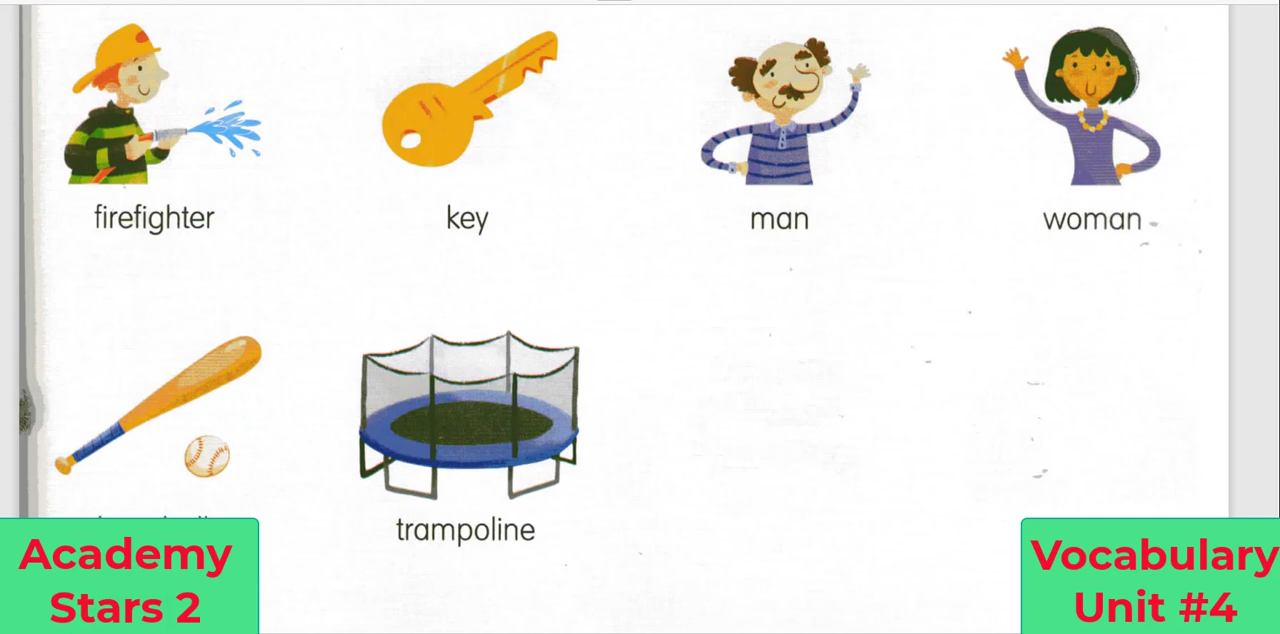 firefighter key man woman
trampoline
Academy
Stars 2
Vocabulary
Unit #4